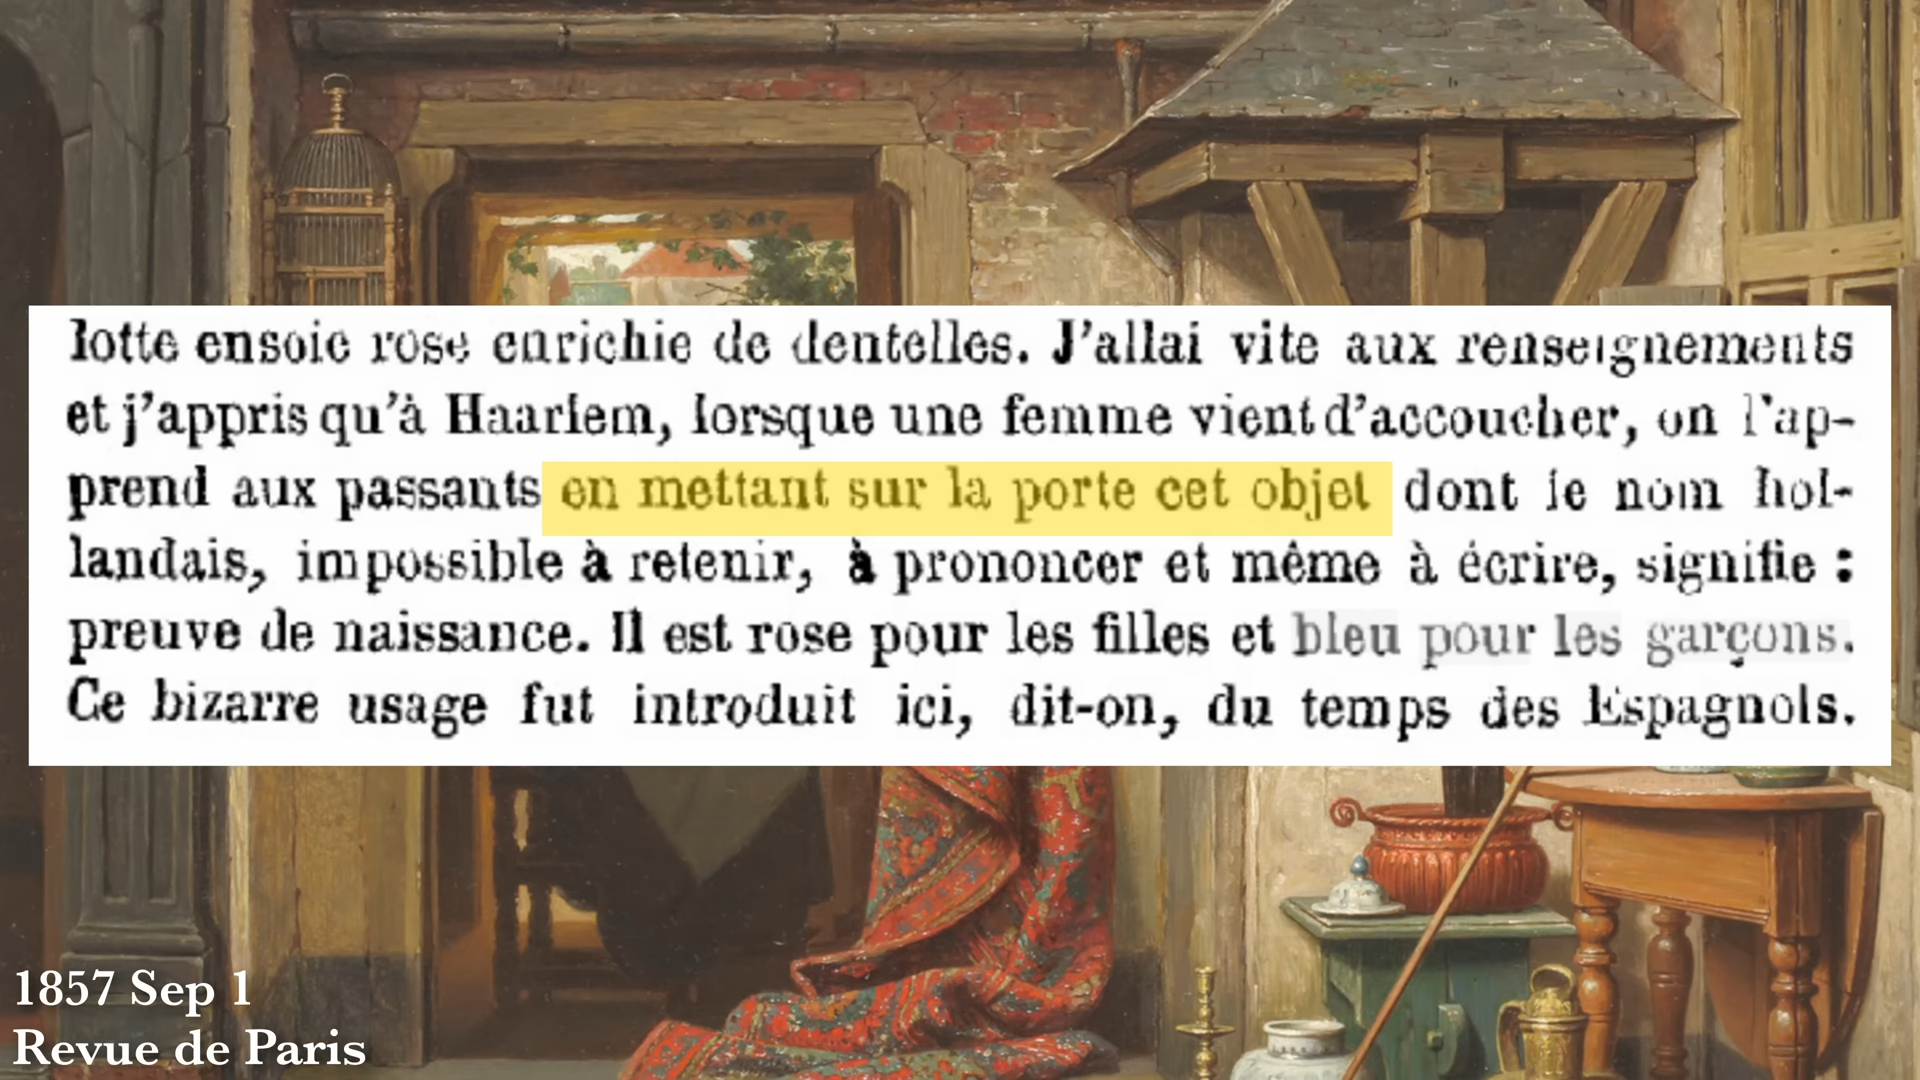 lotte ensoie rose enrichie de dentelles. J'allai vite aux renseignements
et j'appris qu'à Haarlem, lorsque une femme vient d'accoucher, on l'ap-
prend aux passants en mettant sur la porte cet objet dont le nom hol-
landais, impossible à retenir, à prononcer et même à écrire, signifie :
preuve de naissance. Il est rose pour les filles et bleu pour les garçons.
Ce bizarre usage fut introduit ici, dit-on, du temps des Espagnols.
1857 Sep 1
Revue de Paris